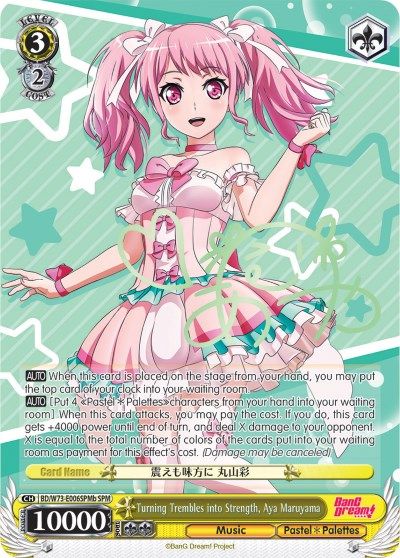 LEVEL
3
2
COST
AUTO When this card is placed on the stage from your hand, you may put
the top card of your clock into your waiting room.
AUTO [Put 4 «Pastel＊Palettes»characters from your hand into your waiting
room] When this card attacks, you may pay the cost. If you do, this card
gets +4000 power until end of turn, and deal X damage to your opponent.
X is equal to the total number of colors of the cards put into your waiting
room as payment for this effect. (Damage may be canceled)
Card Name
震えも味方に 丸山彩
CH
BD/W73-E006SPMb SPM
Turning Trembles into Strength, Aya Maruyama
BanG Dream!
POWER
10000
SOUL
Music
Pastel＊Palettes
©BanG Dream! Project